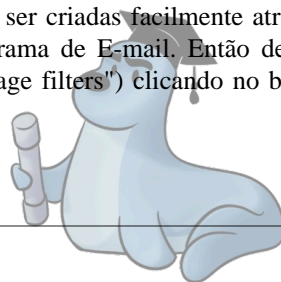 ser criadas facilmente atr
rama de E-mail. Então de
age filters") clicando no b